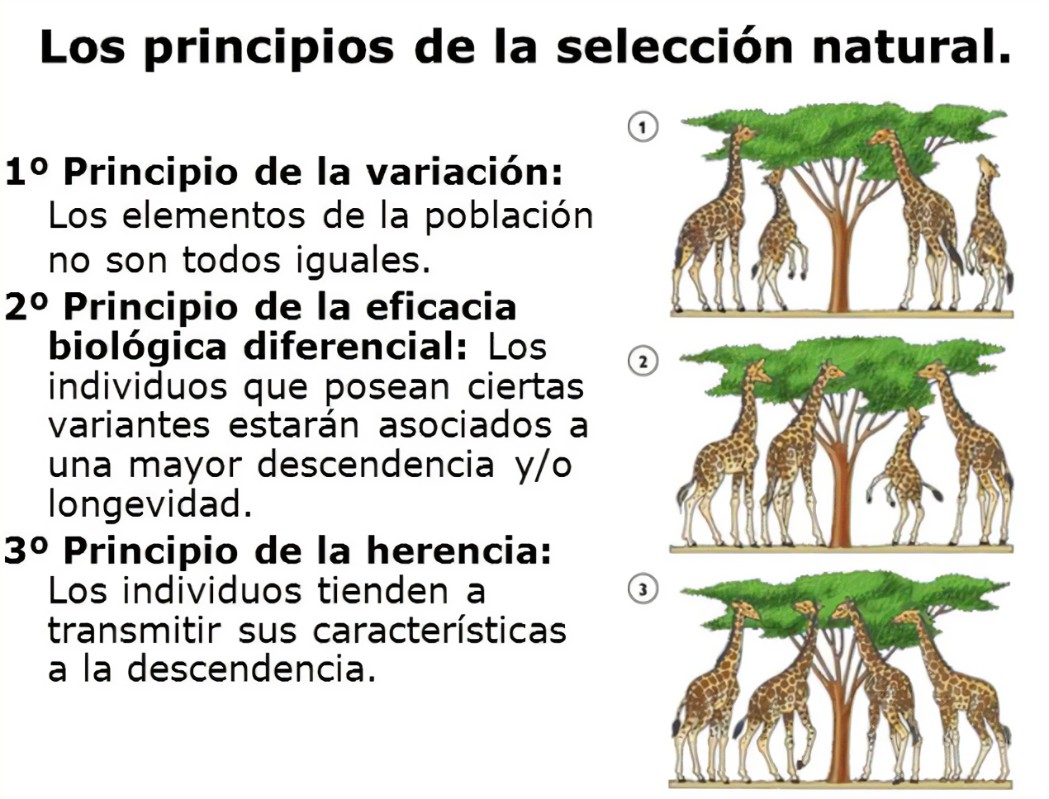 Los principios de la selección natural.
1º Principio de la variación:
Los elementos de la población
no son todos iguales.
2º Principio de la eficacia
biológica diferencial: Los
individuos que posean ciertas
variantes estarán asociados a
una mayor descendencia y/o
longevidad.
3º Principio de la herencia:
Los individuos tienden a
transmitir sus características
a la descendencia.
1
2
3